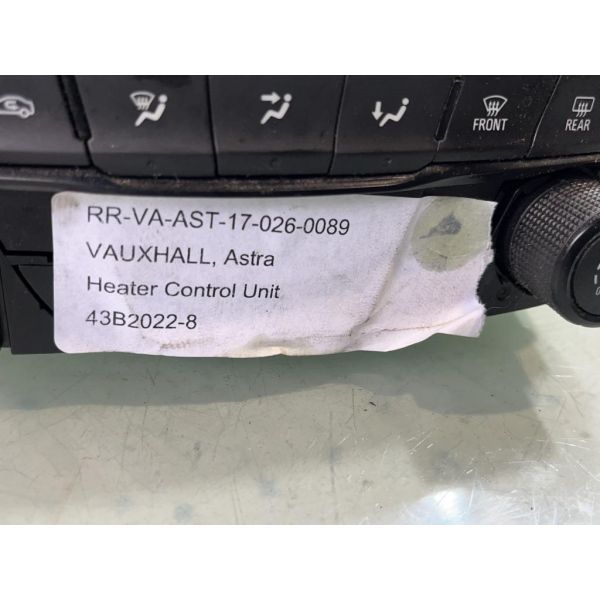 FRONT
REAR
RR-VA-AST-17-026-0089
VAUXHALL, Astra
Heater Control Unit
43B2022-8